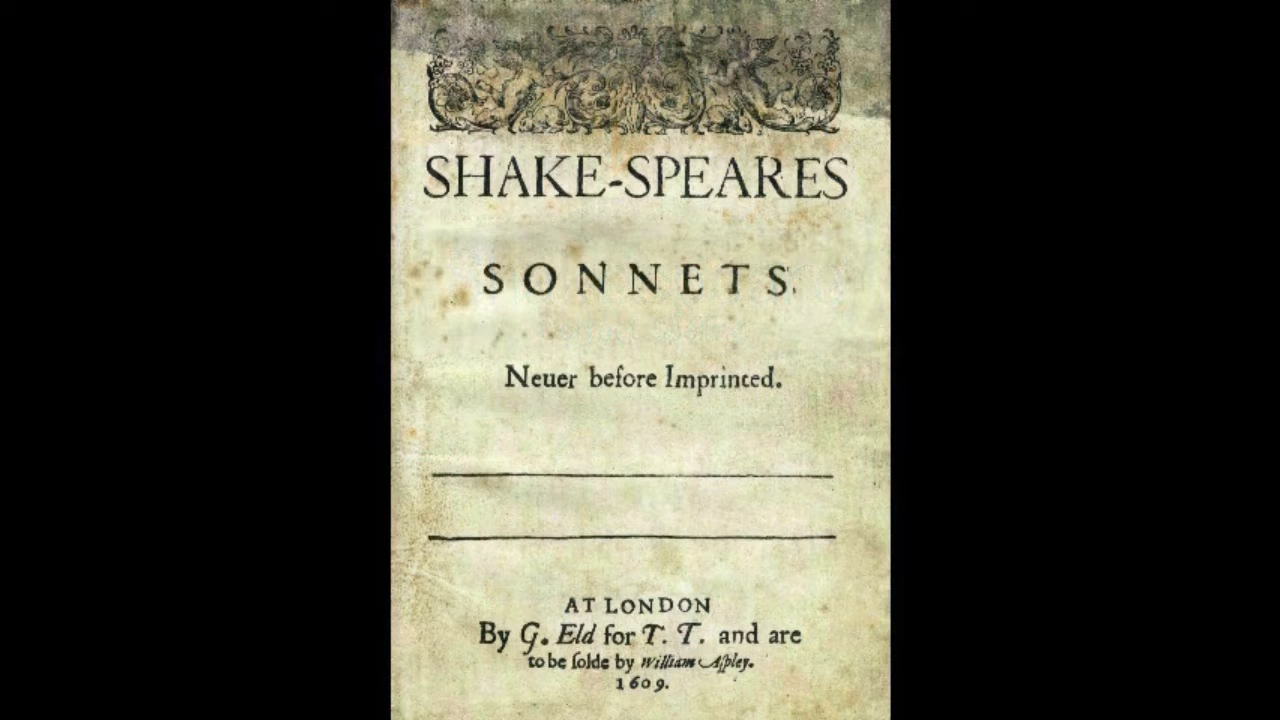 SHAKE-SPEARES
SONNETS.
Neuer before Imprinted.
AT LONDON
By G. Eld for T. T. and are
to be ſolde by William Aſpley.
1609.